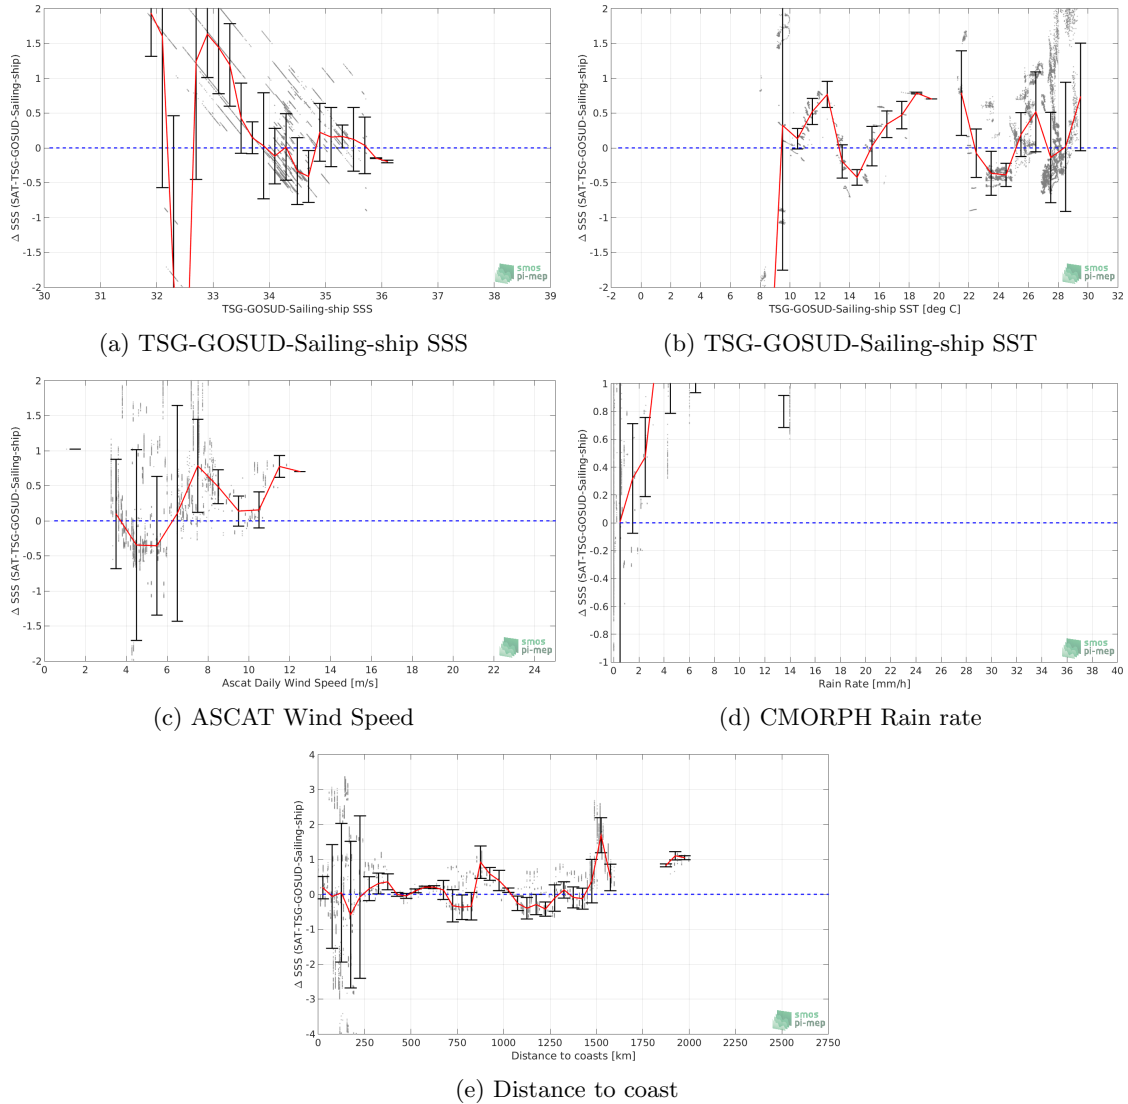 2
1.5
1
0.5
0
-0.5
-1
-1.5
-2
Δ SSS (SAT-TSG-GOSUD-Sailing-ship)
30 31 32 33 34 35 36 37 38 39
TSG-GOSUD-Sailing-ship SSS
smos
pi-mep
(a) TSG-GOSUD-Sailing-ship SSS
2
1.5
1
0.5
0
-0.5
-1
-1.5
-2
Δ SSS (SAT-TSG-GOSUD-Sailing-ship)
-2 0 2 4 6 8 10 12 14 16 18 20 22 24 26 28 30 32
TSG-GOSUD-Sailing-ship SST [deg C]
smos
pi-mep
(b) TSG-GOSUD-Sailing-ship SST
2
1.5
1
0.5
0
-0.5
-1
-1.5
-2
Δ SSS (SAT-TSG-GOSUD-Sailing-ship)
2 4 6 8 10 12 14 16 18 20 22 24
Ascat Daily Wind Speed [m/s]
smos
pi-mep
(c) ASCAT Wind Speed
1
0.8
0.6
0.4
0.2
0
-0.2
-0.4
-0.6
-0.8
-1
Δ SSS (SAT-TSG-GOSUD-Sailing-ship)
0 2 4 6 8 10 12 14 16 18 20 22 24 26 28 30 32 34 36 38 40
Rain Rate [mm/h]
smos
pi-mep
(d) CMORPH Rain rate
4
3
2
1
0
-1
-2
-3
-4
Δ SSS (SAT-TSG-GOSUD-Sailing-ship)
0 250 500 750 1000 1250 1500 1750 2000 2250 2500 2750
Distance to coasts [km]
smos
pi-mep
(e) Distance to coast